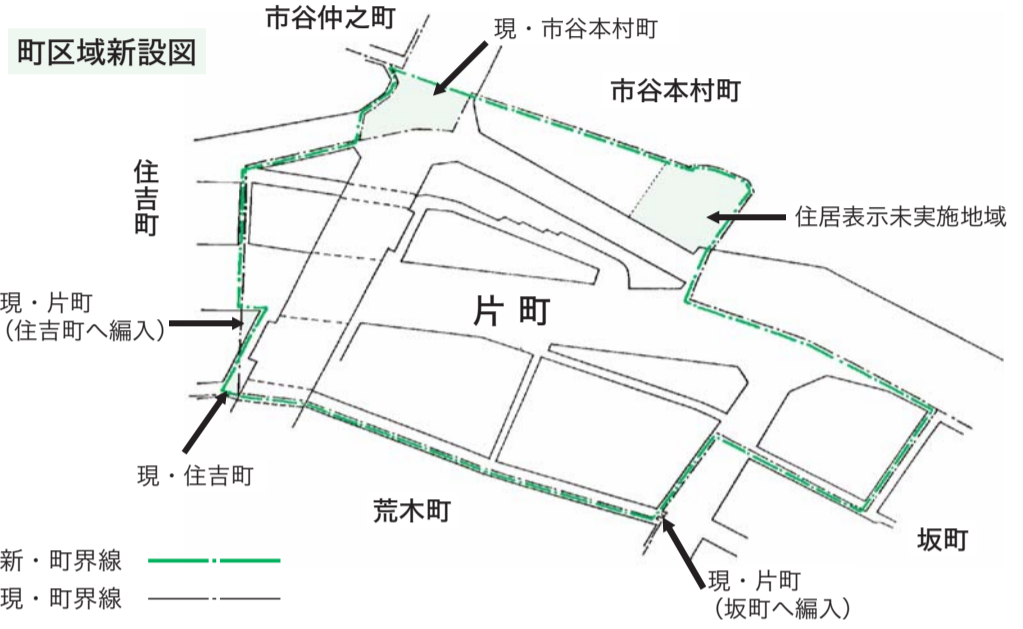 市谷仲之町
現・市谷本村町
町区域新設図
市谷本村町
住吉町
住居表示未実施地域
現・片町
（住吉町へ編入）
片町
現・住吉町
荒木町
坂町
新・町界線
現・町界線
現・片町
（坂町へ編入）